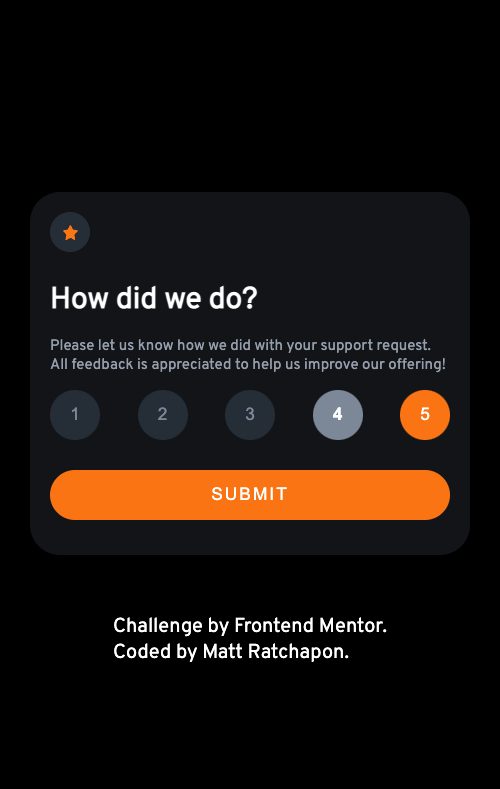 How did we do?
Please let us know how we did with your support request.
All feedback is appreciated to help us improve our offering!
1 2 3 4 5
SUBMIT
Challenge by Frontend Mentor.
Coded by Matt Ratchapon.